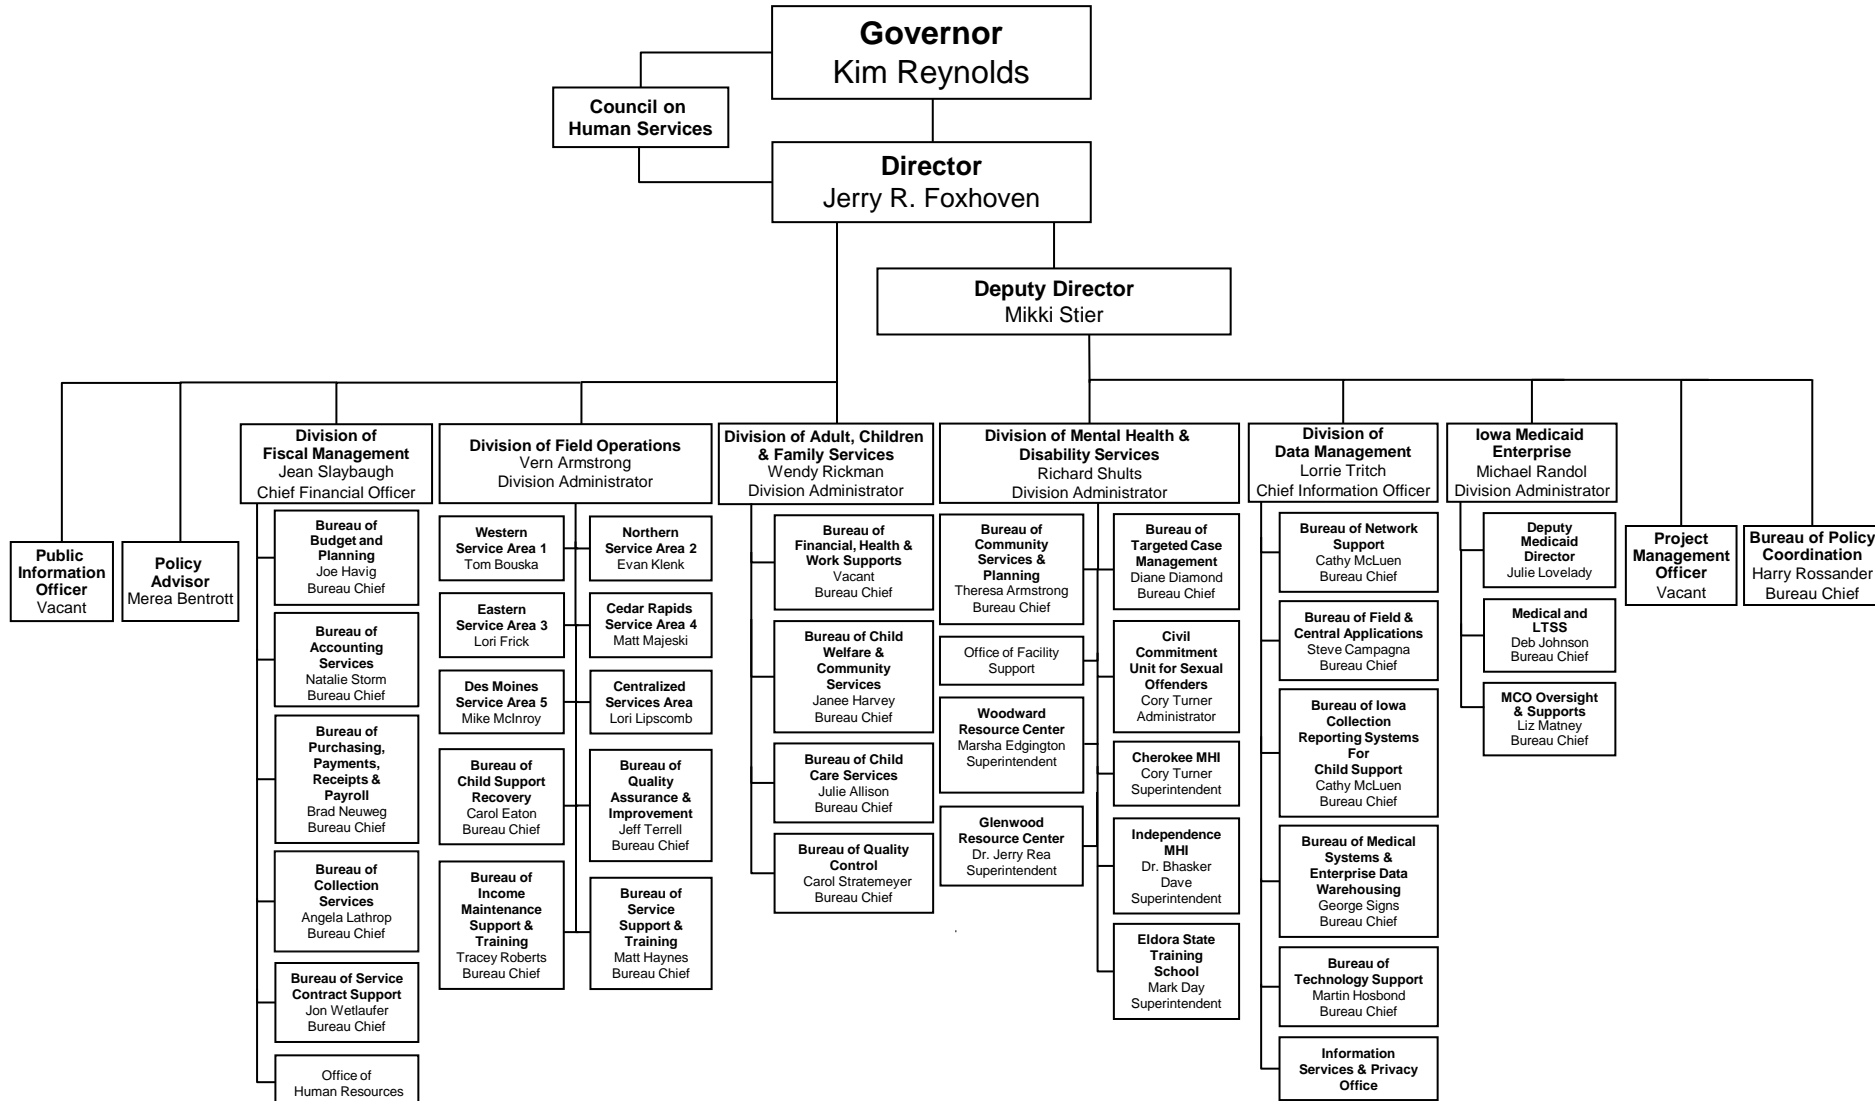 Governor
Kim Reynolds
Council on
Human Services
Director
Jerry R. Foxhoven
Deputy Director
Mikki Stier
Public
Information
Officer
Vacant
Policy
Advisor
Merea Bentrott
Division of
Fiscal Management
Jean Slaybaugh
Chief Financial Officer
Bureau of
Budget and
Planning
Joe Havig
Bureau Chief
Bureau of
Accounting
Services
Natalie Storm
Bureau Chief
Bureau of
Purchasing,
Payments,
Receipts &
Payroll
Brad Neuweg
Bureau Chief
Bureau of
Collection
Services
Angela Lathrop
Bureau Chief
Bureau of Service
Contract Support
Jon Wetlaufer
Bureau Chief
Office of
Human Resources
Division of Field Operations
Vern Armstrong
Division Administrator
Western
Service Area 1
Tom Bouska
Northern
Service Area 2
Evan Klenk
Eastern
Service Area 3
Lori Frick
Cedar Rapids
Service Area 4
Matt Majeski
Des Moines
Service Area 5
Mike McInroy
Centralized
Services Area
Lori Lipscomb
Bureau of
Child Support
Recovery
Carol Eaton
Bureau Chief
Bureau of
Quality
Assurance &
Improvement
Jeff Terrell
Bureau Chief
Bureau of
Income
Maintenance
Support &
Training
Tracey Roberts
Bureau Chief
Bureau of
Service
Support &
Training
Matt Haynes
Bureau Chief
Division of Adult, Children
& Family Services
Wendy Rickman
Division Administrator
Bureau of
Financial, Health &
Work Supports
Vacant
Bureau Chief
Bureau of Child
Welfare &
Community
Services
Janee Harvey
Bureau Chief
Bureau of Child
Care Services
Julie Allison
Bureau Chief
Bureau of Quality
Control
Carol Stratemeyer
Bureau Chief
Division of Mental Health &
Disability Services
Richard Shults
Division Administrator
Bureau of
Community
Services &
Planning
Theresa Armstrong
Bureau Chief
Office of Facility
Support
Woodward
Resource Center
Marsha Edgington
Superintendent
Glenwood
Resource Center
Dr. Jerry Rea
Superintendent
Bureau of
Targeted Case
Management
Diane Diamond
Bureau Chief
Civil
Commitment
Unit for Sexual
Offenders
Cory Turner
Administrator
Cherokee MHI
Cory Turner
Superintendent
Independence
MHI
Dr. Bhasker
Dave
Superintendent
Eldora State
Training
School
Mark Day
Superintendent
Division of
Data Management
Lorrie Tritch
Chief Information Officer
Bureau of Network
Support
Cathy McLuen
Bureau Chief
Bureau of Field &
Central Applications
Steve Campagna
Bureau Chief
Bureau of Iowa
Collection
Reporting Systems
For
Child Support
Cathy McLuen
Bureau Chief
Bureau of Medical
Systems &
Enterprise Data
Warehousing
George Signs
Bureau Chief
Bureau of
Technology Support
Martin Hosbond
Bureau Chief
Information
Services & Privacy
Office
Iowa Medicaid
Enterprise
Michael Randol
Division Administrator
Deputy
Medicaid
Director
Julie Lovelady
Medical and
LTSS
Deb Johnson
Bureau Chief
MCO Oversight
& Supports
Liz Matney
Bureau Chief
Project
Management
Officer
Vacant
Bureau of Policy
Coordination
Harry Rossander
Bureau Chief